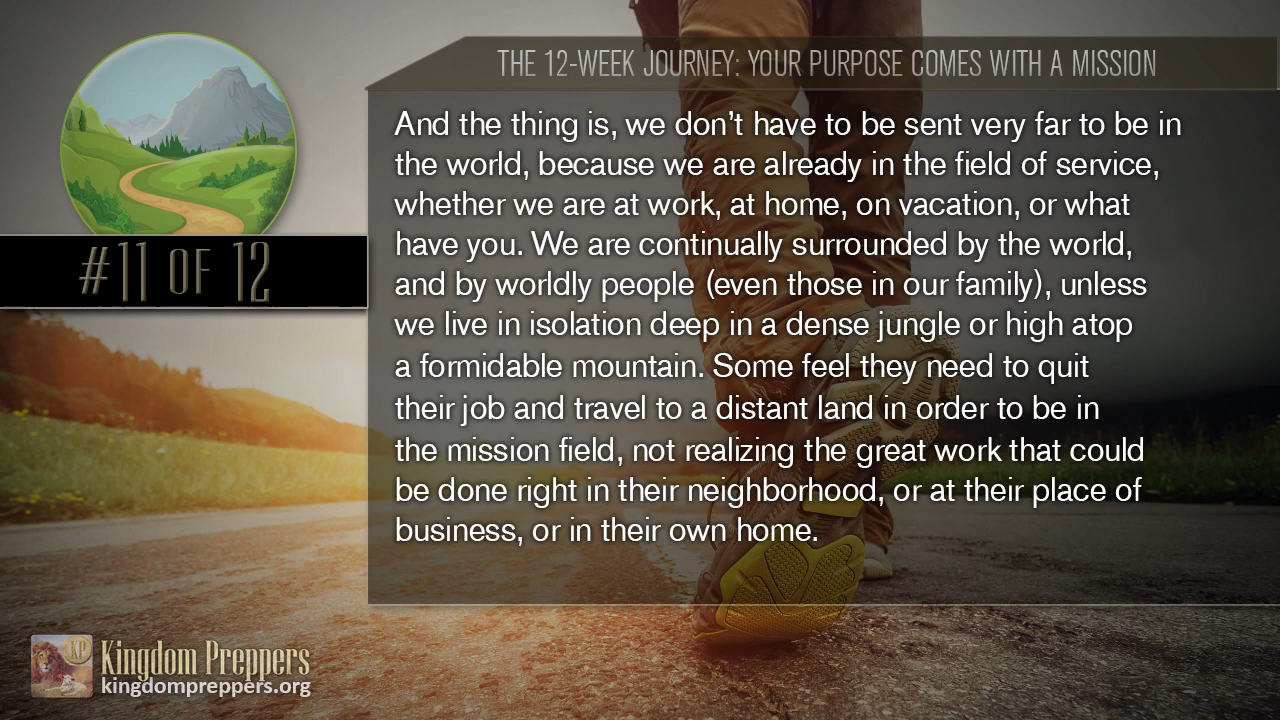 THE 12-WEEK JOURNEY: YOUR PURPOSE COMES WITH A MISSION
#11 OF 12
And the thing is, we don't have to be sent very far to be in
the world, because we are already in the field of service,
whether we are at work, at home, on vacation, or what
have you. We are continually surrounded by the world,
and by worldly people (even those in our family), unless
we live in isolation deep in a dense jungle or high atop
a formidable mountain. Some feel they need to quit
their job and travel to a distant land in order to be in
the mission field, not realizing the great work that could
be done right in their neighborhood, or at their place of
business, or in their own home.
KP
Kingdom Preppers
kingdompreppers.org